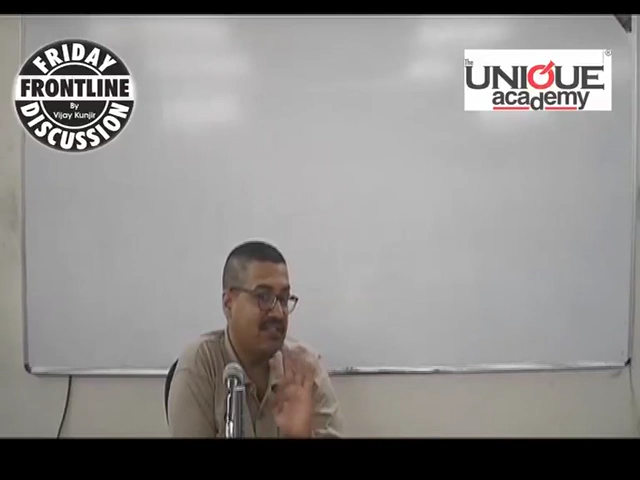 FRIDAY
FRONTLINE
By
Vijay Kunjir
DISCUSSION
The
UNIQUE
academy
®